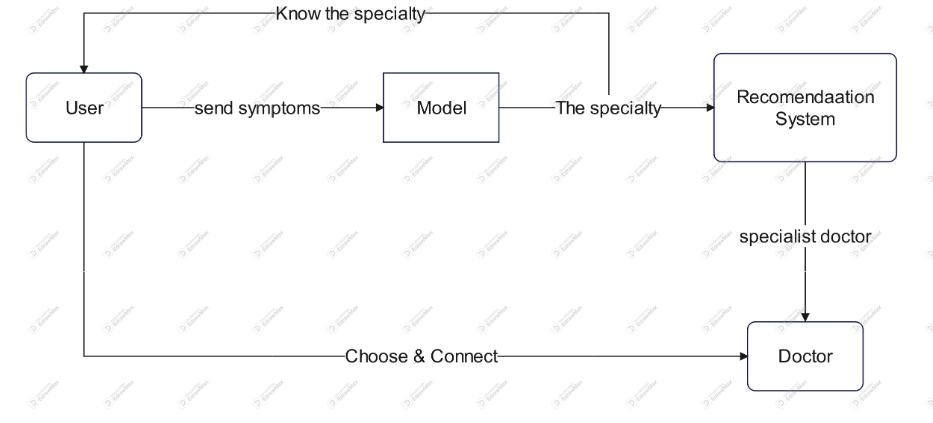 Know the specialty
User
send symptoms
Model
The specialty
Recomendaation
System
specialist doctor
Choose & Connect
Doctor